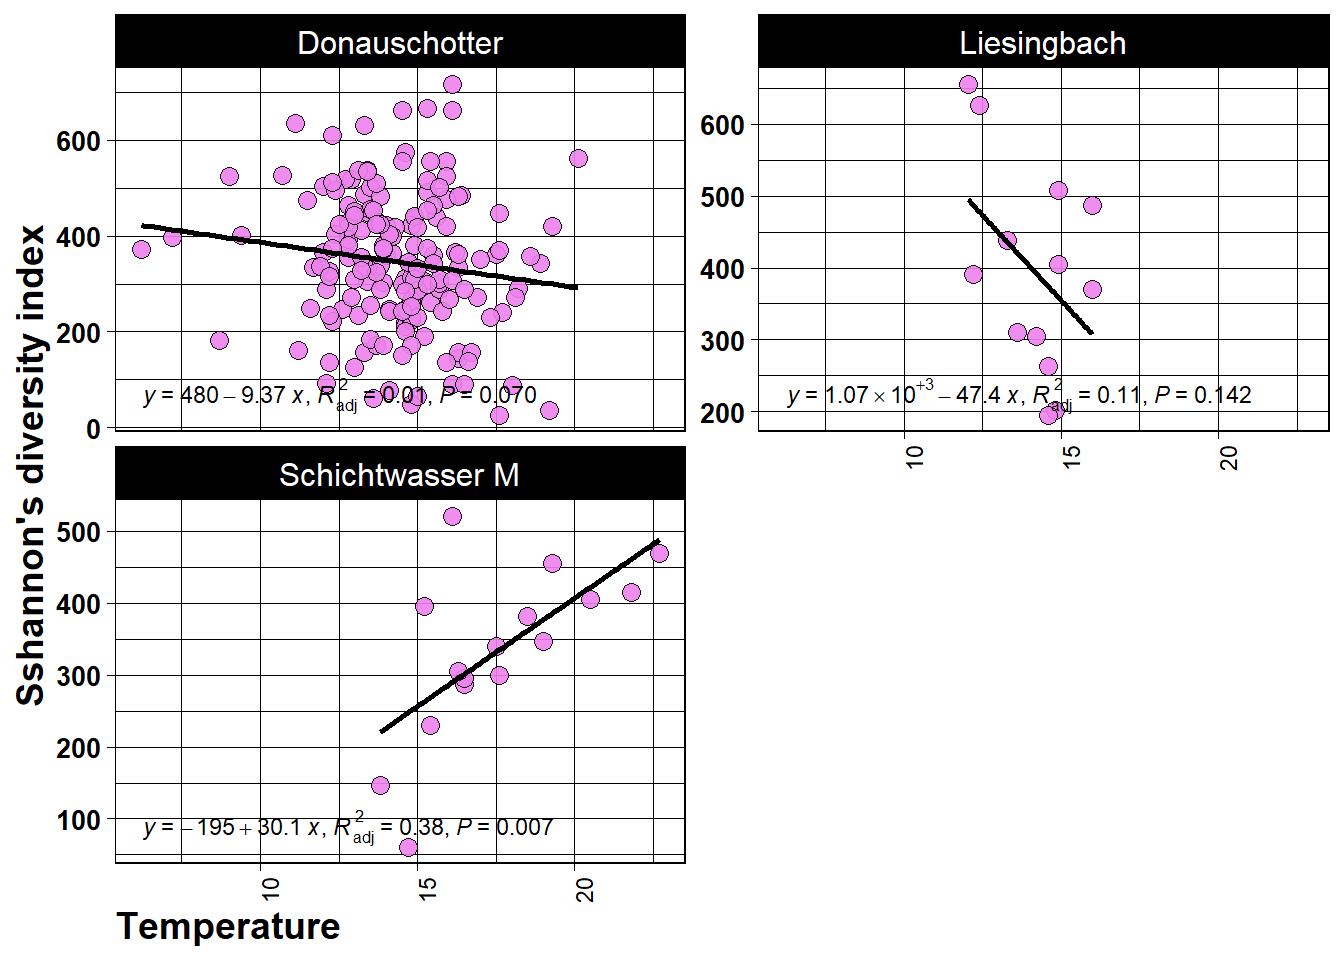 Donauschotter
Liesingbach
600
400
200
0
y = 480 − 9.37 x, R²adj = 0.01, P = 0.070
600
500
400
300
200
y = 1.07 × 10⁺³ − 47.4 x, R²adj = 0.11, P = 0.142
10
15
20
Schichtwasser M
500
400
300
200
100
y = −195 + 30.1 x, R²adj = 0.38, P = 0.007
10
15
20
Sshannon's diversity index
Temperature